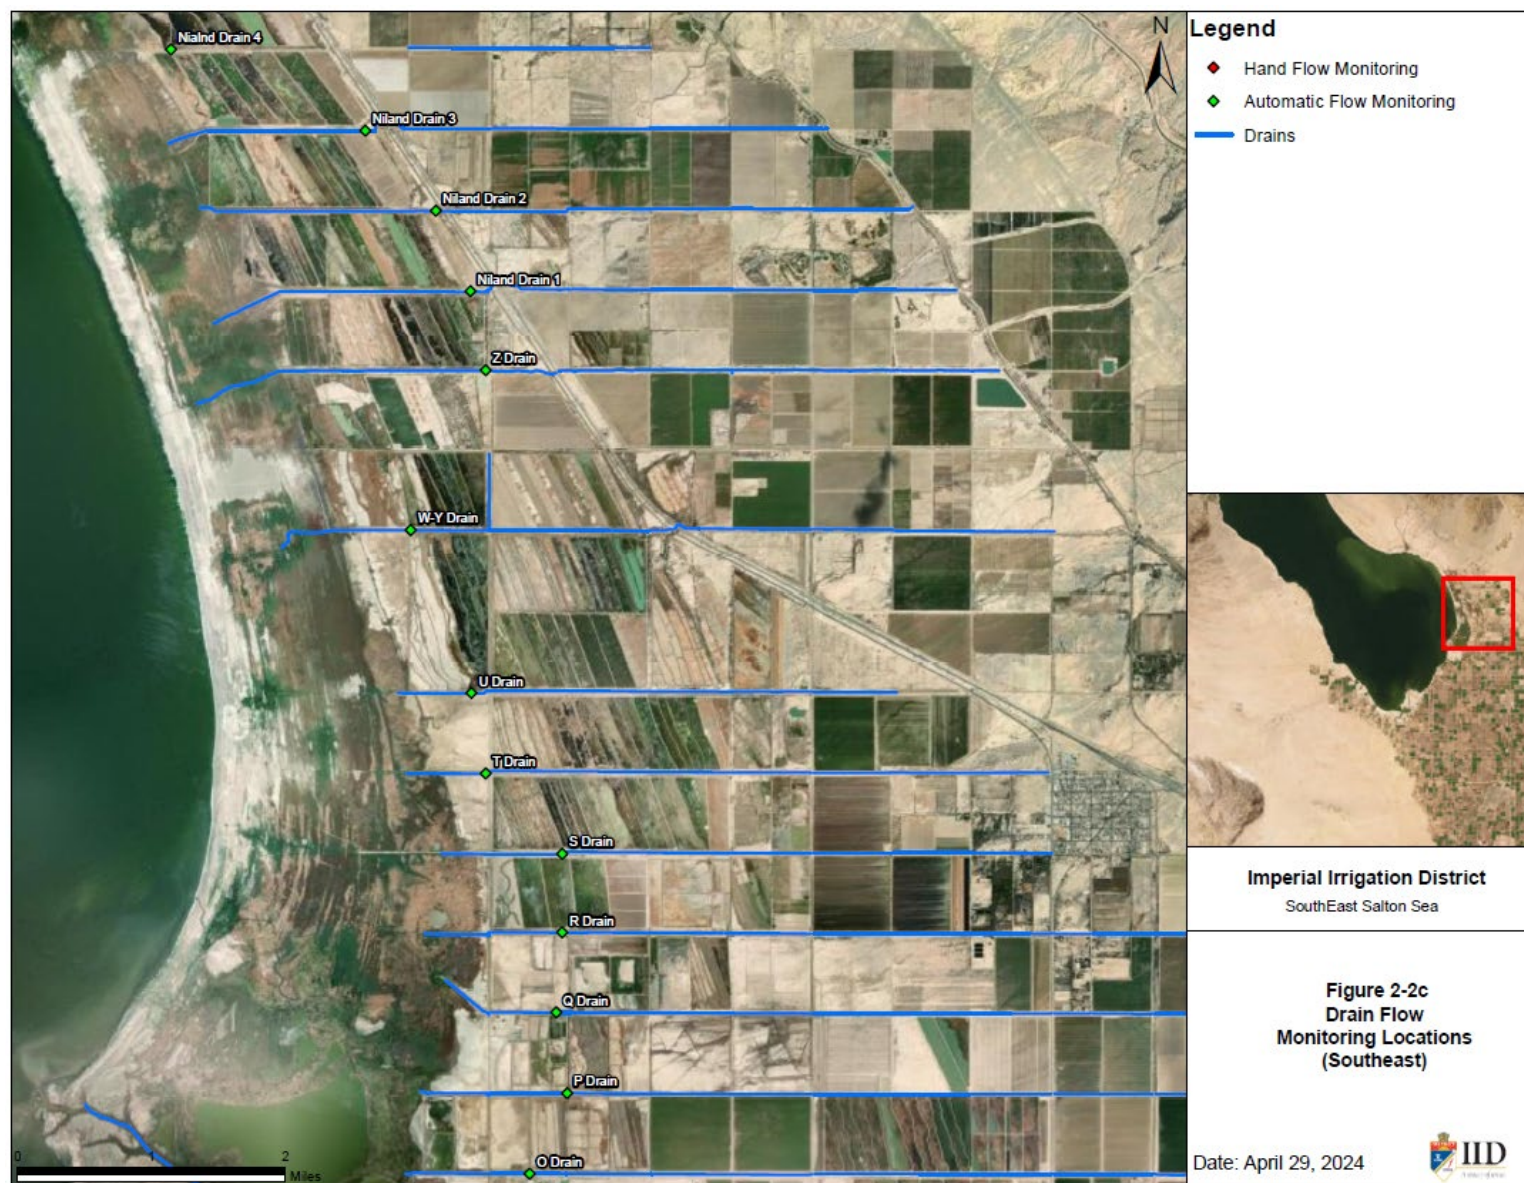 Nialnd Drain 4
Niland Drain 3
Niland Drain 2
Niland Drain 1
Z Drain
W-Y Drain
U Drain
T Drain
S Drain
R Drain
Q Drain
P Drain
O Drain
0 1 2
Miles
N
Legend
Hand Flow Monitoring
Automatic Flow Monitoring
Drains
Imperial Irrigation District
SouthEast Salton Sea
Figure 2-2c
Drain Flow
Monitoring Locations
(Southeast)
Date: April 29, 2024
IID